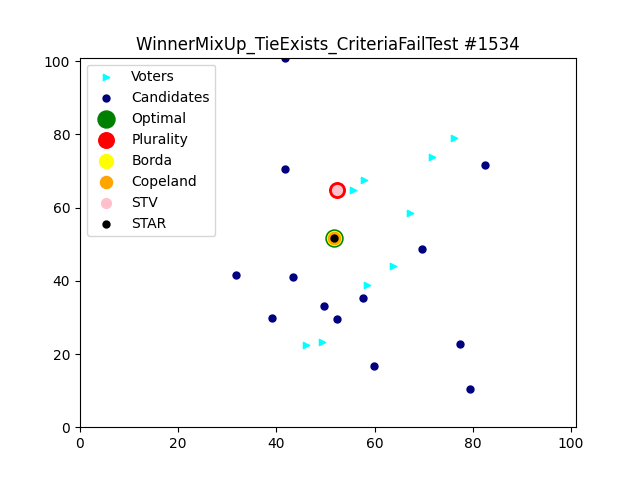 WinnerMixUp_TieExists_CriteriaFailTest #1534
Voters
Candidates
Optimal
Plurality
Borda
Copeland
STV
STAR
100
80
60
40
20
0
0 20 40 60 80 100